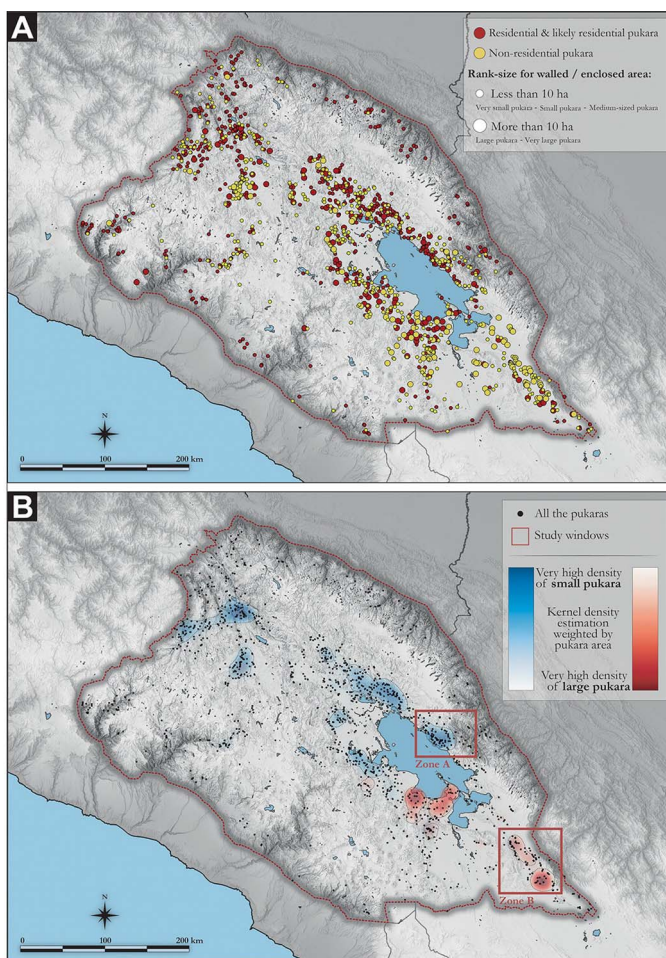 A
Residential & likely residential pukara
Non-residential pukara
Rank-size for walled / enclosed area:
Less than 10 ha
Very small pukara - Small pukara - Medium-sized pukara
More than 10 ha
Large pukara - Very large pukara
N
0 100 200 km
B
All the pukaras
Study windows
Very high density
of small pukara
Kernel density
estimation
weighted by
pukara area
Very high density
of large pukara
Zone A
Zone B
N
0 100 200 km